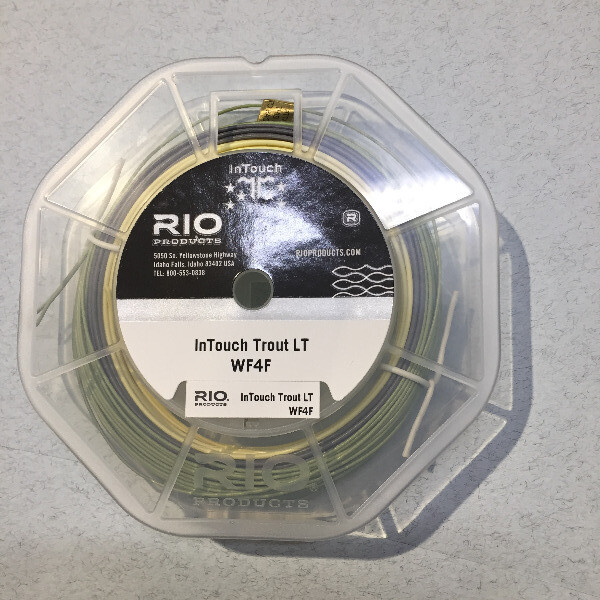 InTouch
RIO
PRODUCTS
5050 So. Yellowstone Highway
Idaho Falls, Idaho 83402 USA
TEL: 800-553-0838
RIOPRODUCTS.COM
R
InTouch Trout LT
WF4F
RIO
PRODUCTS
InTouch Trout LT
WF4F
RIO
PRODUCTS